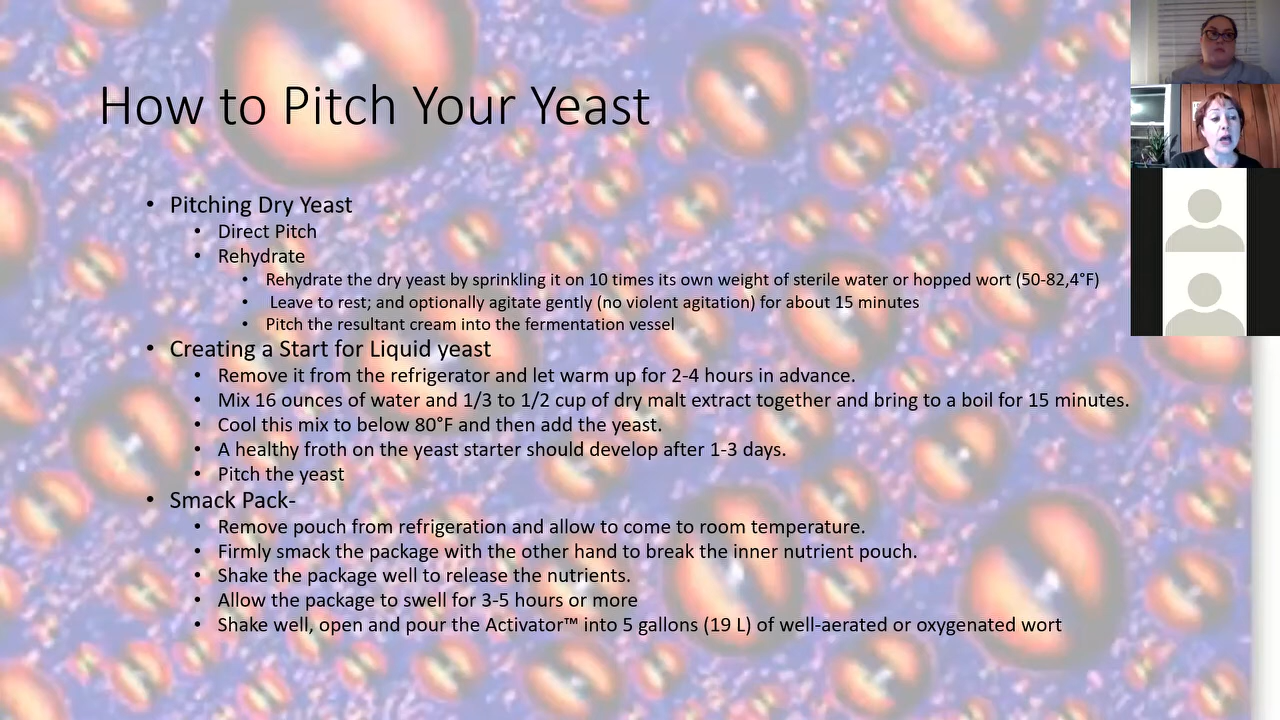 How to Pitch Your Yeast
• Pitching Dry Yeast
• Direct Pitch
• Rehydrate
• Rehydrate the dry yeast by sprinkling it on 10 times its own weight of sterile water or hopped wort (50-82,4°F)
• Leave to rest; and optionally agitate gently (no violent agitation) for about 15 minutes
• Pitch the resultant cream into the fermentation vessel
• Creating a Start for Liquid yeast
• Remove it from the refrigerator and let warm up for 2-4 hours in advance.
• Mix 16 ounces of water and 1/3 to 1/2 cup of dry malt extract together and bring to a boil for 15 minutes.
• Cool this mix to below 80°F and then add the yeast.
• A healthy froth on the yeast starter should develop after 1-3 days.
• Pitch the yeast
• Smack Pack-
• Remove pouch from refrigeration and allow to come to room temperature.
• Firmly smack the package with the other hand to break the inner nutrient pouch.
• Shake the package well to release the nutrients.
• Allow the package to swell for 3-5 hours or more
• Shake well, open and pour the Activator™ into 5 gallons (19 L) of well-aerated or oxygenated wort